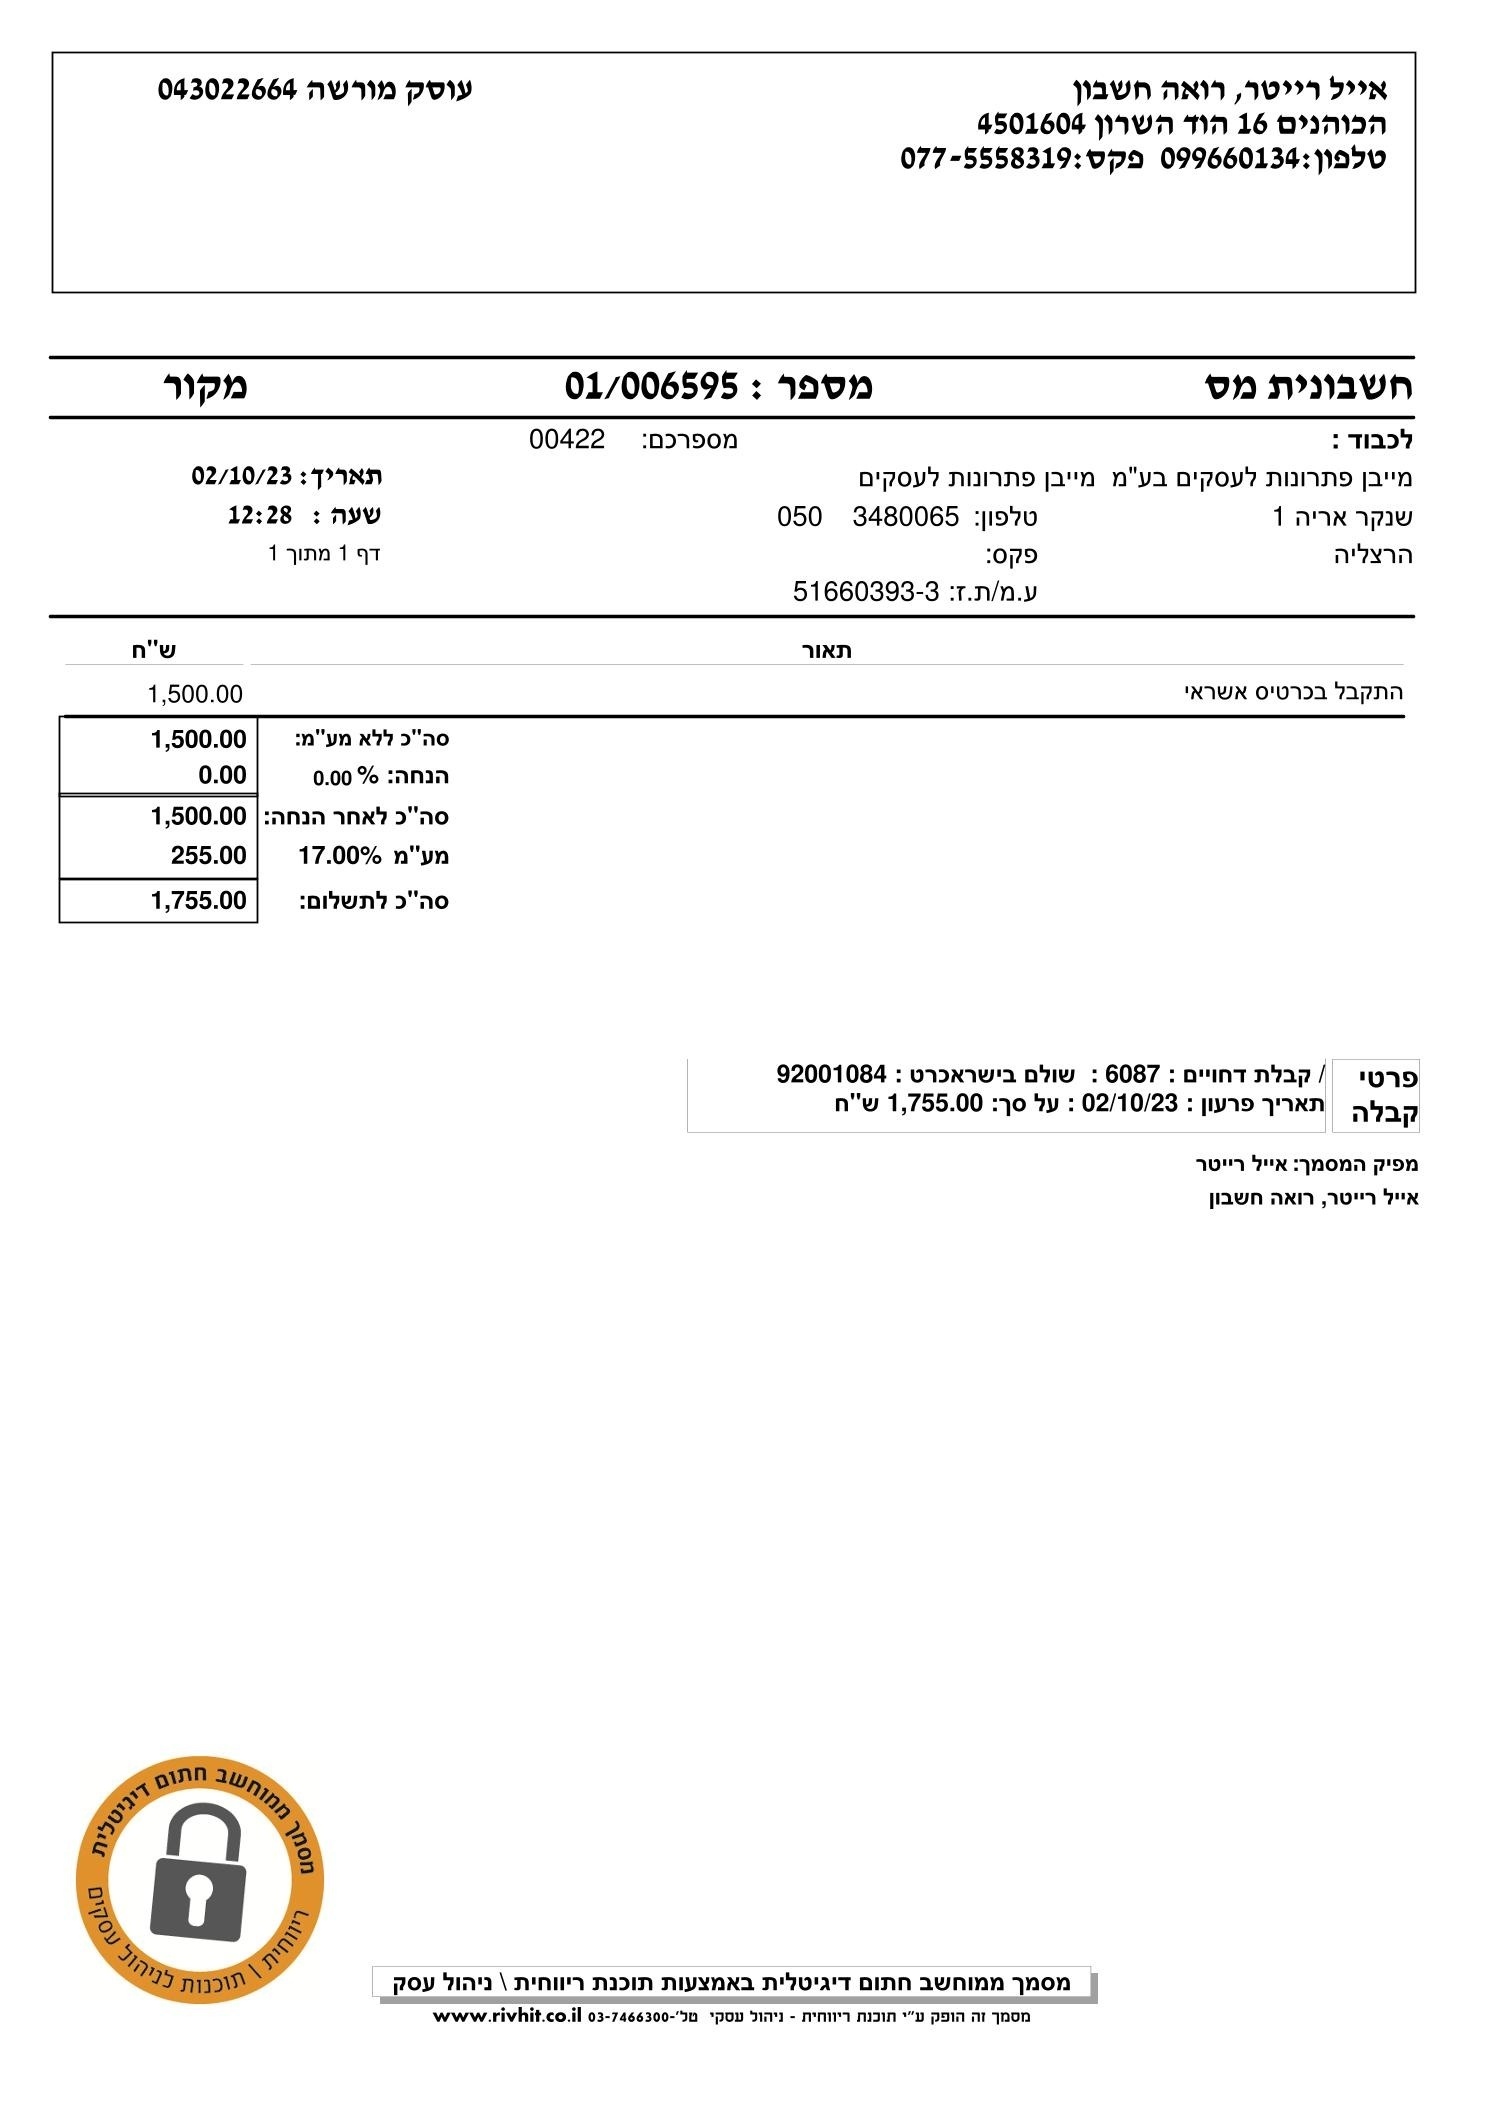 אייל רייטר, רואה חשבון
עוסק מורשה 043022664
הכוהנים 16 הוד השרון 4501604
טלפון:099660134 פקס:077-5558319
חשבונית מס מספר : 01/006595 מקור
לכבוד : מספרכם: 00422
מייבן פתרונות לעסקים בע"מ מייבן פתרונות לעסקים תאריך: 02/10/23
שנקר אריה 1 טלפון: 3480065 050 שעה : 12:28
הרצליה פקס: דף 1 מתוך 1
ע.מ/ת.ז: 51660393-3
תאור ש"ח
התקבל בכרטיס אשראי 1,500.00
סה"כ ללא מע"מ: 1,500.00
הנחה: % 0.00 0.00
סה"כ לאחר הנחה: 1,500.00
מע"מ 17.00% 255.00
סה"כ לתשלום: 1,755.00
פרטי קבלה
/ קבלת דחויים : 6087 : שולם בישראכרט : 92001084
תאריך פרעון : 02/10/23 : על סך: 1,755.00 ש"ח
מפיק המסמך: אייל רייטר
אייל רייטר, רואה חשבון
מסמך ממוחשב חתום דיגיטלית
ריווחית | תוכנות לניהול עסקים
מסמך ממוחשב חתום דיגיטלית באמצעות תוכנת ריווחית \ ניהול עסק
מסמך זה הופק ע"י תוכנת ריווחית - ניהול עסקי טל'-03-7466300 www.rivhit.co.il